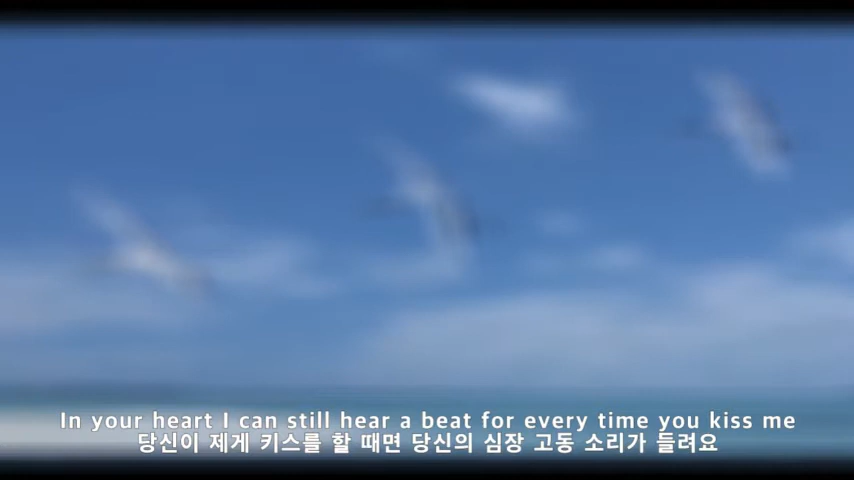 In your heart I can still hear a beat for every time you kiss me
당신이 제게 키스를 할 때면 당신의 심장 고동 소리가 들려요